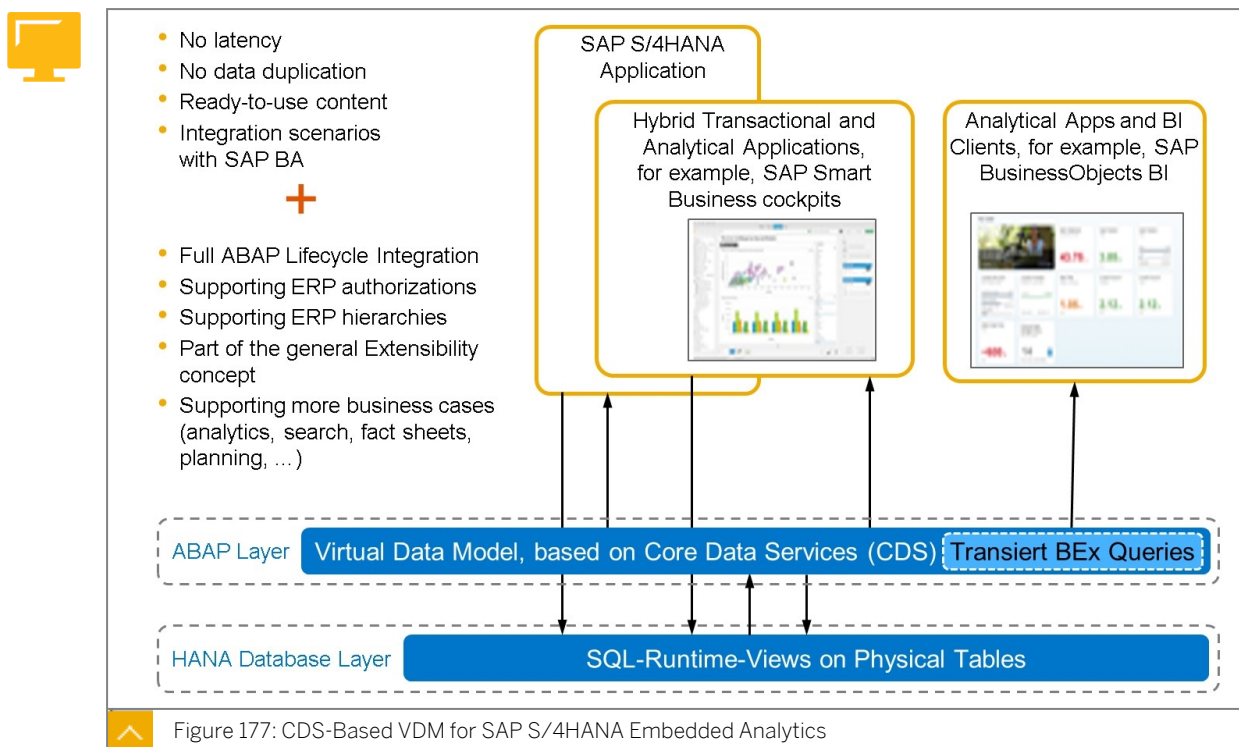 • No latency
• No data duplication
• Ready-to-use content
• Integration scenarios
with SAP BA
+
• Full ABAP Lifecycle Integration
• Supporting ERP authorizations
• Supporting ERP hierarchies
• Part of the general Extensibility
concept
• Supporting more business cases
(analytics, search, fact sheets,
planning, ...)
SAP S/4HANA
Application
Hybrid Transactional and
Analytical Applications,
for example, SAP Smart
Business cockpits
Analytical Apps and BI
Clients, for example, SAP
BusinessObjects BI
ABAP Layer
Virtual Data Model, based on Core Data Services (CDS)
Transiert BEx Queries
HANA Database Layer
SQL-Runtime-Views on Physical Tables
Figure 177: CDS-Based VDM for SAP S/4HANA Embedded Analytics